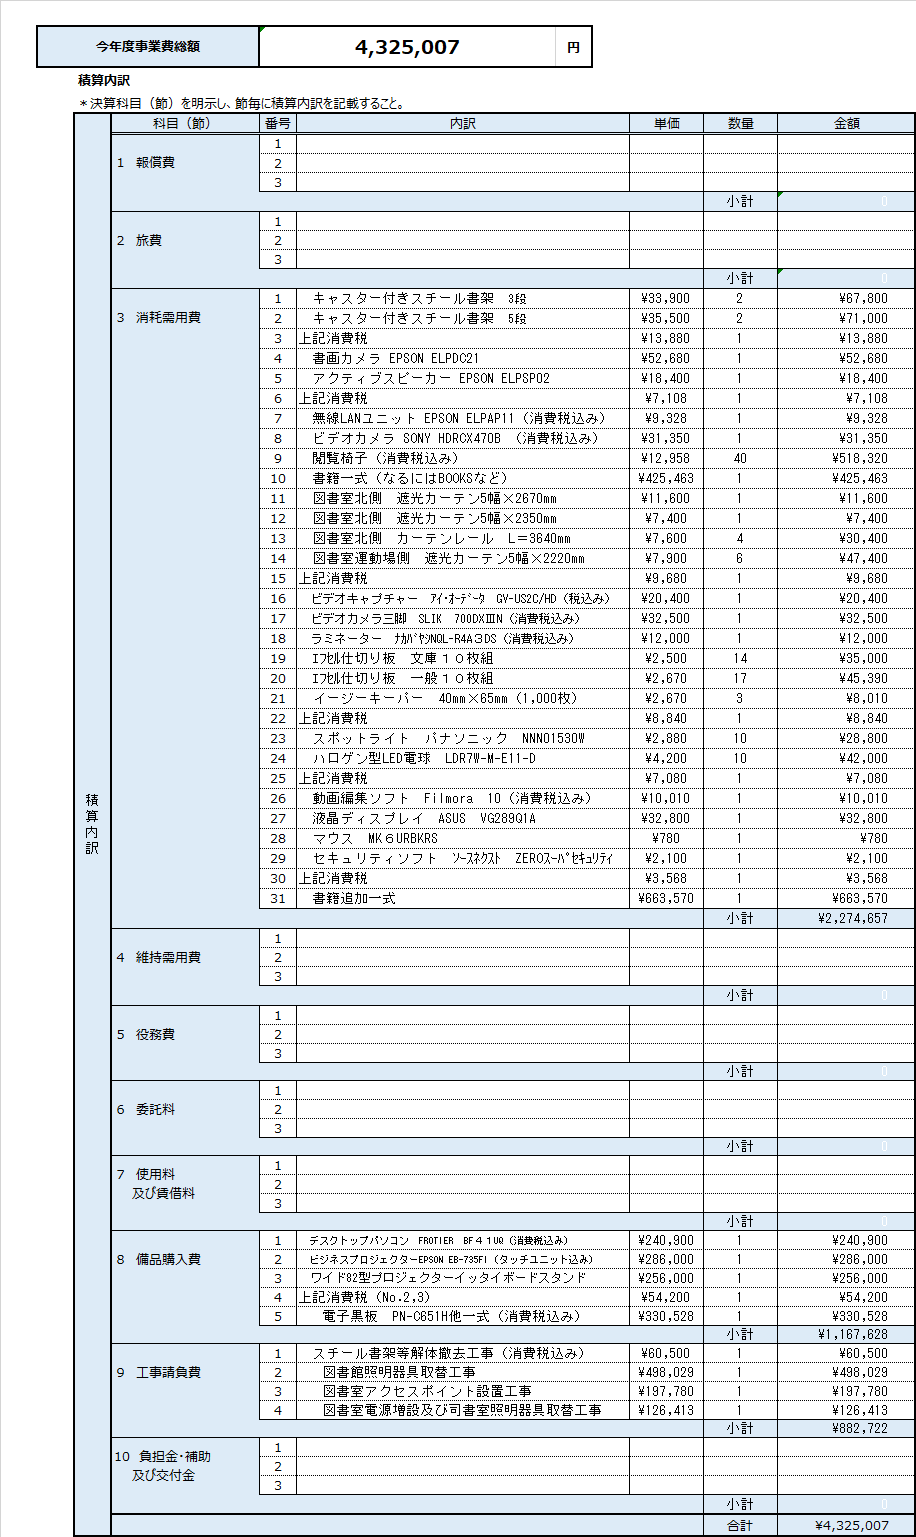 今年度事業費総額 4,325,007 円
積算内訳
＊決算科目（節）を明示し、節毎に積算内訳を記載すること。
科目（節） 番号 内訳 単価 数量 金額
積算内訳
1 報償費
1
2
3
小計 0
2 旅費
1
2
3
小計 0
3 消耗需用費
1 キャスター付きスチール書架 3段 ¥33,900 2 ¥67,800
2 キャスター付きスチール書架 5段 ¥35,500 2 ¥71,000
3 上記消費税 ¥13,880 1 ¥13,880
4 書画カメラ EPSON ELPDC21 ¥52,680 1 ¥52,680
5 アクティブスピーカー EPSON ELPSP02 ¥18,400 1 ¥18,400
6 上記消費税 ¥7,108 1 ¥7,108
7 無線LANユニット EPSON ELPAP11（消費税込み） ¥9,328 1 ¥9,328
8 ビデオカメラ SONY HDRCX470B （消費税込み） ¥31,350 1 ¥31,350
9 閲覧椅子（消費税込み） ¥12,958 40 ¥518,320
10 書籍一式（なるにはBOOKSなど） ¥425,463 1 ¥425,463
11 図書室北側 遮光カーテン5幅×2670mm ¥11,600 1 ¥11,600
12 図書室北側 遮光カーテン5幅×2350mm ¥7,400 1 ¥7,400
13 図書室北側 カーテンレール L＝3640mm ¥7,600 4 ¥30,400
14 図書室運動場側 遮光カーテン5幅×2220mm ¥7,900 6 ¥47,400
15 上記消費税 ¥9,680 1 ¥9,680
16 ビデオキャプチャー ｱｲ･ｵｰﾃﾞｰﾀ GV-US2C/HD（税込み） ¥20,400 1 ¥20,400
17 ビデオカメラ三脚 SLIK 700DXⅢN（消費税込み） ¥32,500 1 ¥32,500
18 ラミネーター ﾅｶﾊﾞﾔｼNQL-R4A３DS（消費税込み） ¥12,000 1 ¥12,000
19 ｴﾌｾﾙ仕切り板 文庫１０枚組 ¥2,500 14 ¥35,000
20 ｴﾌｾﾙ仕切り板 一般１０枚組 ¥2,670 17 ¥45,390
21 イージーキーパー 40mm×65mm（1,000枚） ¥2,670 3 ¥8,010
22 上記消費税 ¥8,840 1 ¥8,840
23 スポットライト パナソニック NNN01530W ¥2,880 10 ¥28,800
24 ハロゲン型LED電球 LDR7W-M-E11-D ¥4,200 10 ¥42,000
25 上記消費税 ¥7,080 1 ¥7,080
26 動画編集ソフト Filmora 10（消費税込み） ¥10,010 1 ¥10,010
27 液晶ディスプレイ ASUS VG289Q1A ¥32,800 1 ¥32,800
28 マウス MK６URBKRS ¥780 1 ¥780
29 セキュリティソフト ｿｰｽﾈｸｽﾄ ZEROｽｰﾊﾟｾｷｭﾘﾃｨ ¥2,100 1 ¥2,100
30 上記消費税 ¥3,568 1 ¥3,568
31 書籍追加一式 ¥663,570 1 ¥663,570
小計 ¥2,274,657
4 維持需用費
1
2
3
小計 0
5 役務費
1
2
3
小計 0
6 委託料
1
2
3
小計 0
7 使用料
及び賃借料
1
2
3
小計 0
8 備品購入費
1 デスクトップパソコン FROTIER BF４１UQ（消費税込み） ¥240,900 1 ¥240,900
2 ビジネスプロジェクターEPSON EB-735FI（タッチユニット込み） ¥286,000 1 ¥286,000
3 ワイド82型プロジェクターイッタイボードスタンド ¥256,000 1 ¥256,000
4 上記消費税（No.2,3） ¥54,200 1 ¥54,200
5 電子黒板 PN-C651H他一式（消費税込み） ¥330,528 1 ¥330,528
小計 ¥1,167,628
9 工事請負費
1 スチール書架等解体撤去工事（消費税込み） ¥60,500 1 ¥60,500
2 図書館照明器具取替工事 ¥498,029 1 ¥498,029
3 図書室アクセスポイント設置工事 ¥197,780 1 ¥197,780
4 図書室電源増設及び司書室照明器具取替工事 ¥126,413 1 ¥126,413
小計 ¥882,722
10 負担金・補助
及び交付金
1
2
3
小計 0
合計 ¥4,325,007